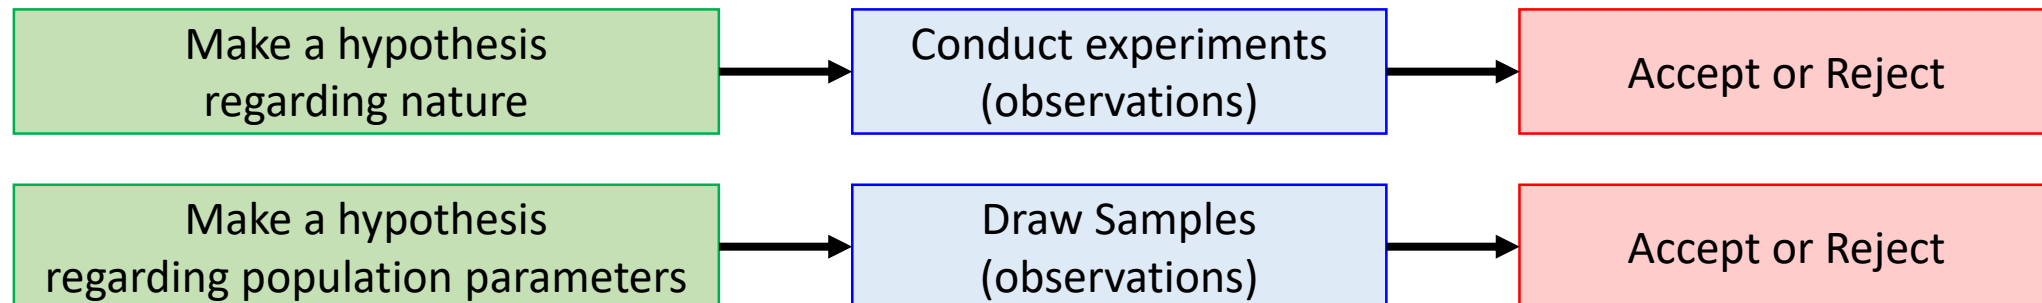 Make a hypothesis
regarding nature
Conduct experiments
(observations)
Accept or Reject
Make a hypothesis
regarding population parameters
Draw Samples
(observations)
Accept or Reject